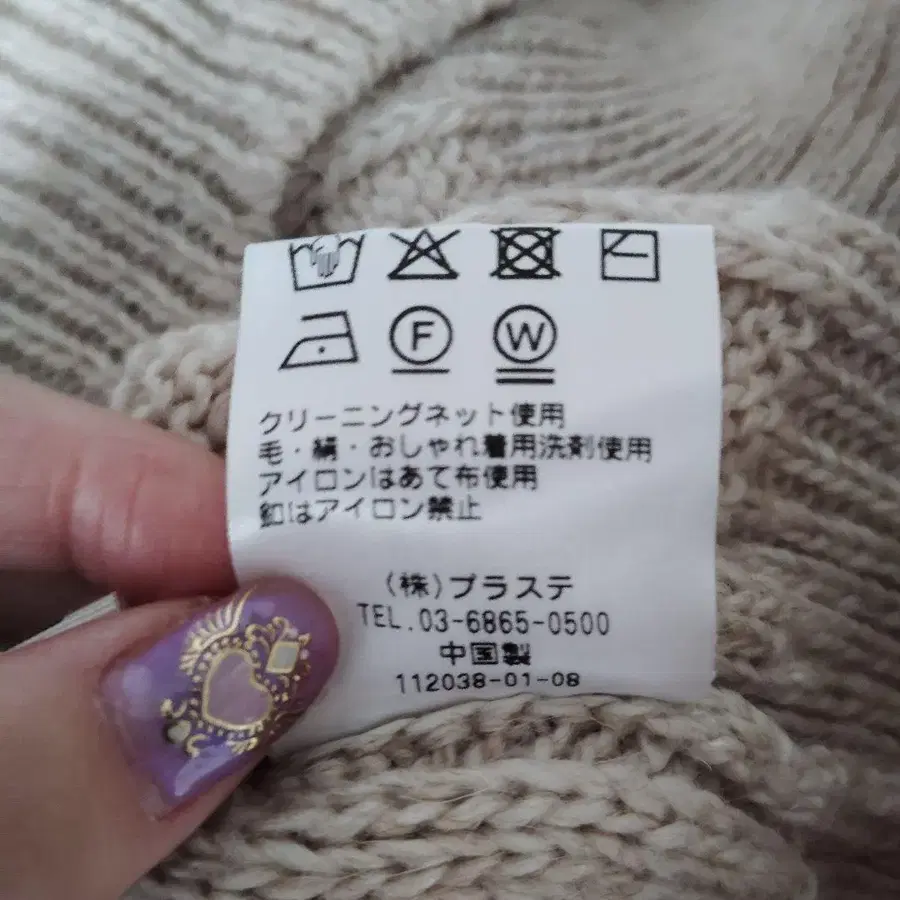 F W
クリーニングネット使用
毛・絹・おしゃれ着用洗剤使用
アイロンはあて布使用
釦はアイロン禁止
(株)プラステ
TEL.03-6865-0500
中国製
112038-01-08